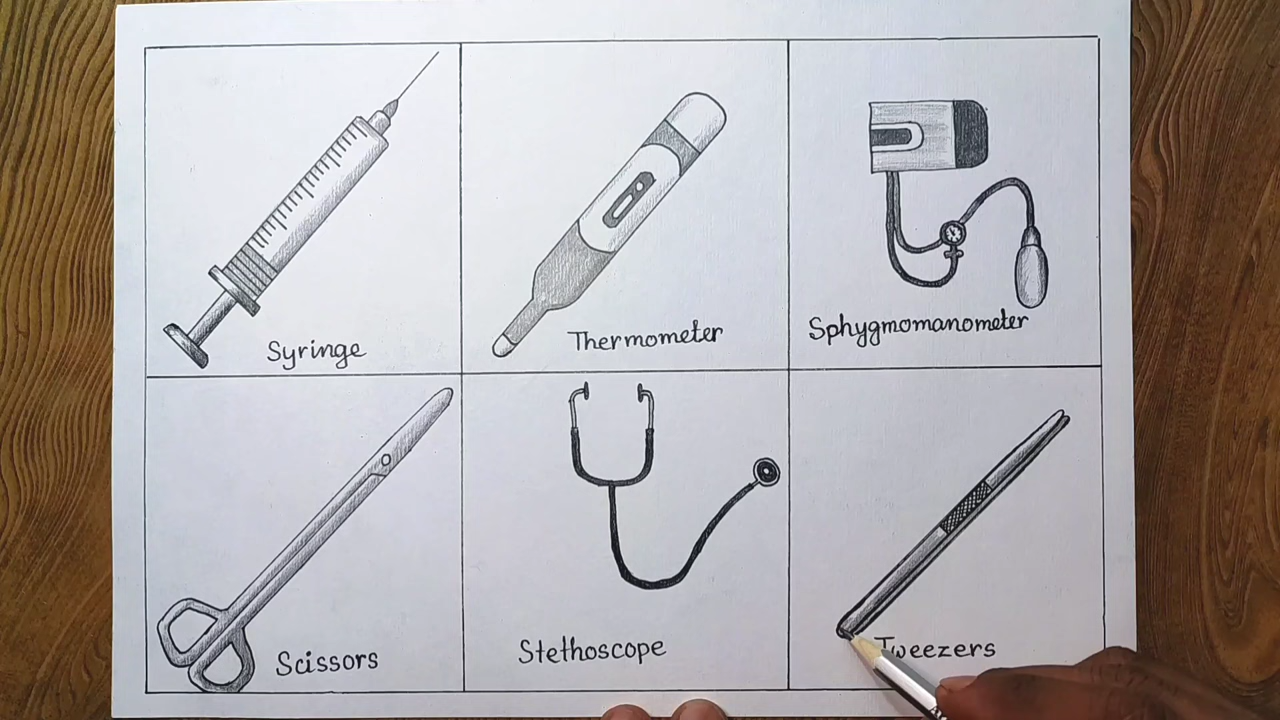 Syringe
Thermometer
Sphygmomanometer
Scissors
Stethoscope
Tweezers